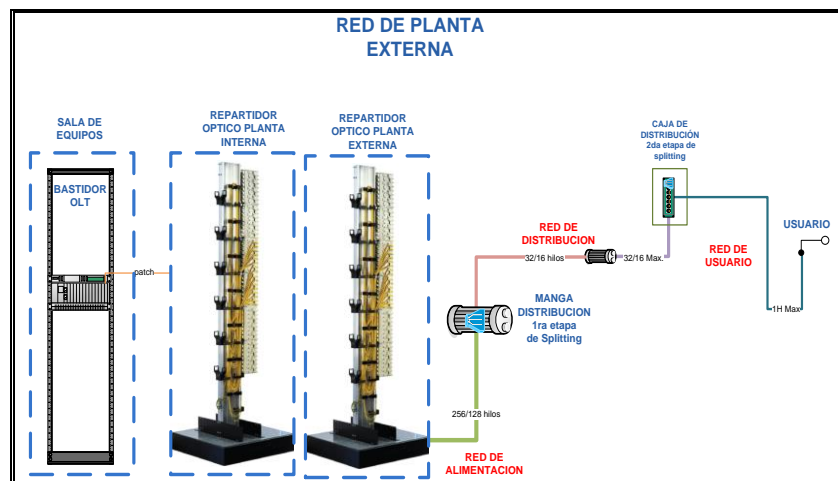 RED DE PLANTA
EXTERNA
SALA DE
EQUIPOS
REPARTIDOR
OPTICO PLANTA
INTERNA
REPARTIDOR
OPTICO PLANTA
EXTERNA
CAJA DE
DISTRIBUCIÓN
2da etapa de
splitting
BASTIDOR
OLT
patch
RED DE
DISTRIBUCION
32/16 hilos
32/16 Max.
RED DE
USUARIO
USUARIO
MANGA
DISTRIBUCION
1ra etapa
de Splitting
1H Max
256/128 hilos
RED DE
ALIMENTACION